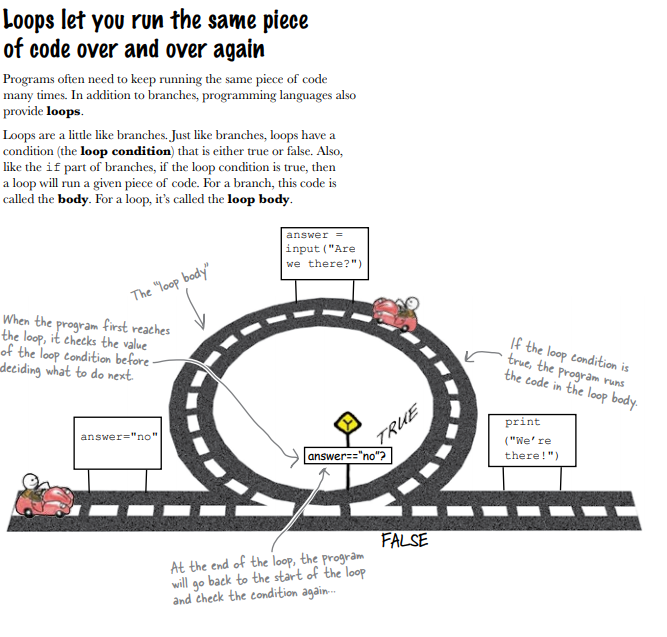 Loops let you run the same piece
of code over and over again
Programs often need to keep running the same piece of code
many times. In addition to branches, programming languages also
provide loops.
Loops are a little like branches. Just like branches, loops have a
condition (the loop condition) that is either true or false. Also,
like the if part of branches, if the loop condition is true, then
a loop will run a given piece of code. For a branch, this code is
called the body. For a loop, it's called the loop body.
answer =
input("Are
we there?")
The "loop body"
When the program first reaches
the loop, it checks the value
of the loop condition before
deciding what to do next.
If the loop condition is
true, the program runs
the code in the loop body.
answer="no"
Y
TRUE
answer=="no"?
print
("We're
there!")
FALSE
At the end of the loop, the program
will go back to the start of the loop
and check the condition again...